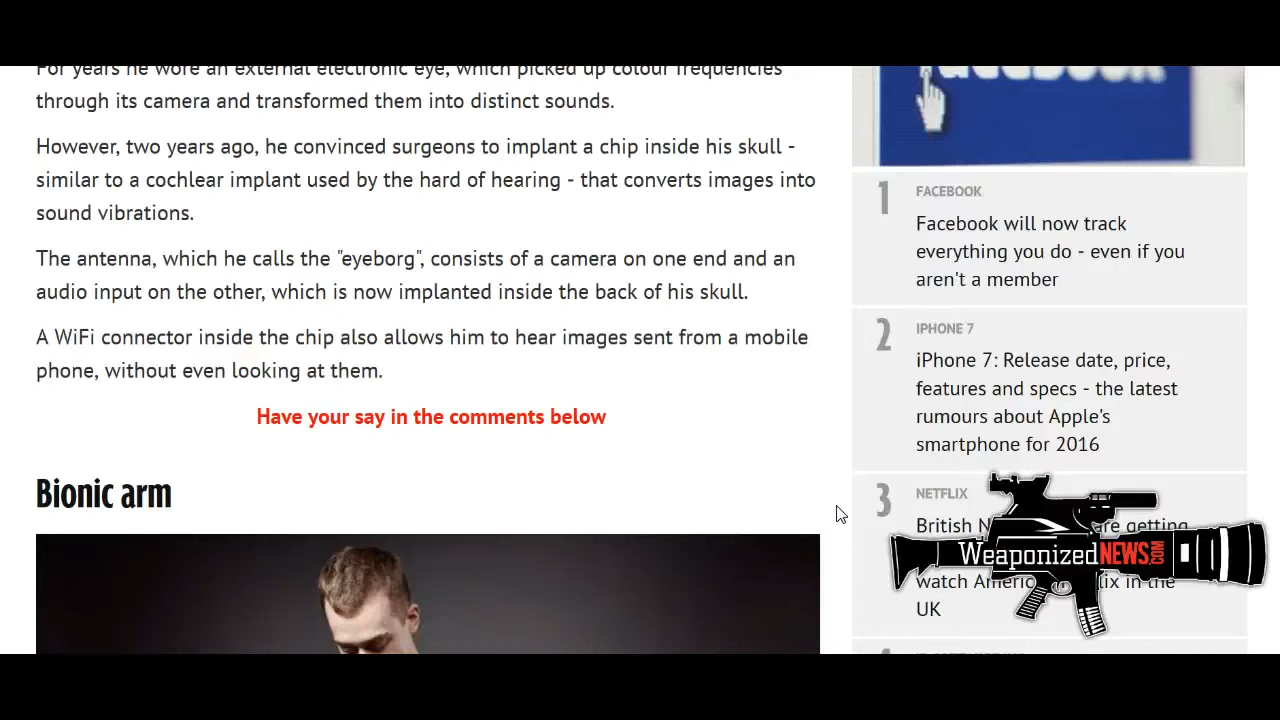 For years he wore an external electronic eye, which picked up colour frequencies
through its camera and transformed them into distinct sounds.
However, two years ago, he convinced surgeons to implant a chip inside his skull -
similar to a cochlear implant used by the hard of hearing - that converts images into
sound vibrations.
The antenna, which he calls the "eyeborg", consists of a camera on one end and an
audio input on the other, which is now implanted inside the back of his skull.
A WiFi connector inside the chip also allows him to hear images sent from a mobile
phone, without even looking at them.
Have your say in the comments below
Bionic arm
facebook
1 FACEBOOK
Facebook will now track
everything you do - even if you
aren't a member
2 IPHONE 7
iPhone 7: Release date, price,
features and specs - the latest
rumours about Apple's
smartphone for 2016
3 NETFLIX
British getting
watch in the
UK
WeaponizedNEWS.COM